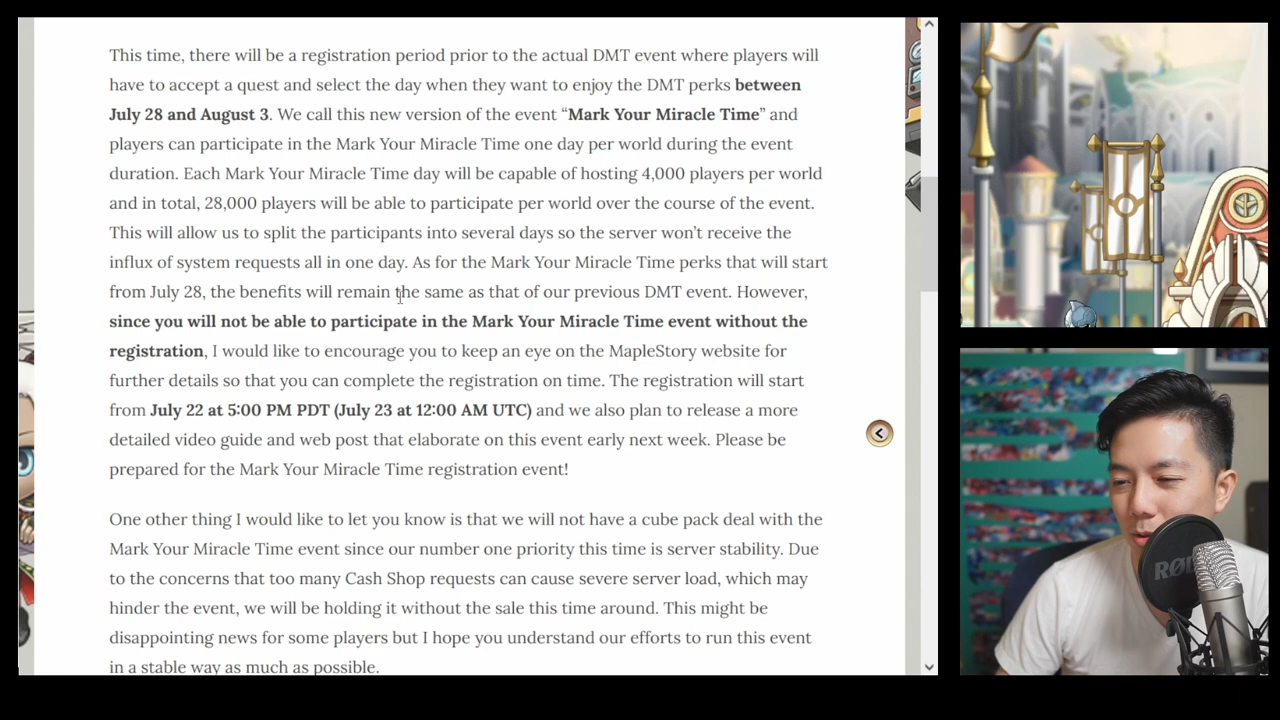 This time, there will be a registration period prior to the actual DMT event where players will
have to accept a quest and select the day when they want to enjoy the DMT perks between
July 28 and August 3. We call this new version of the event “Mark Your Miracle Time” and
players can participate in the Mark Your Miracle Time one day per world during the event
duration. Each Mark Your Miracle Time day will be capable of hosting 4,000 players per world
and in total, 28,000 players will be able to participate per world over the course of the event.
This will allow us to split the participants into several days so the server won’t receive the
influx of system requests all in one day. As for the Mark Your Miracle Time perks that will start
from July 28, the benefits will remain the same as that of our previous DMT event. However,
since you will not be able to participate in the Mark Your Miracle Time event without the
registration, I would like to encourage you to keep an eye on the MapleStory website for
further details so that you can complete the registration on time. The registration will start
from July 22 at 5:00 PM PDT (July 23 at 12:00 AM UTC) and we also plan to release a more
detailed video guide and web post that elaborate on this event early next week. Please be
prepared for the Mark Your Miracle Time registration event!
One other thing I would like to let you know is that we will not have a cube pack deal with the
Mark Your Miracle Time event since our number one priority this time is server stability. Due
to the concerns that too many Cash Shop requests can cause severe server load, which may
hinder the event, we will be holding it without the sale this time around. This might be
disappointing news for some players but I hope you understand our efforts to run this event
in a stable way as much as possible.
RØDE